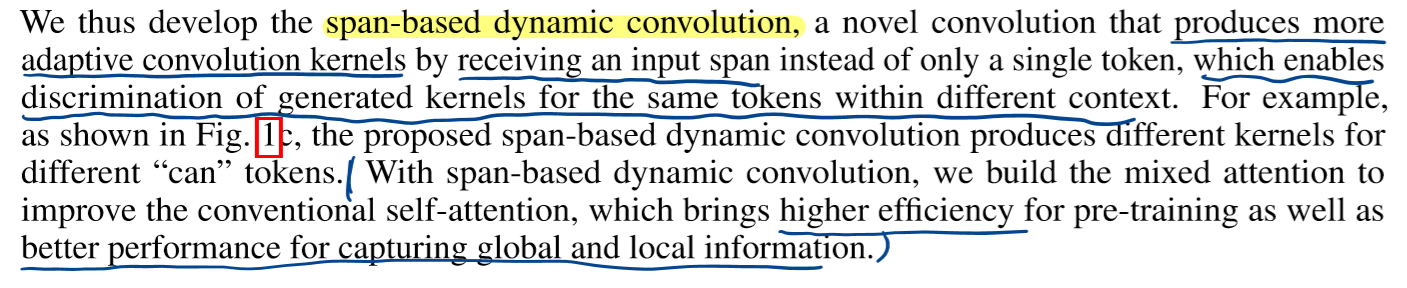 We thus develop the span-based dynamic convolution, a novel convolution that produces more
adaptive convolution kernels by receiving an input span instead of only a single token, which enables
discrimination of generated kernels for the same tokens within different context. For example,
as shown in Fig. 1c, the proposed span-based dynamic convolution produces different kernels for
different “can” tokens. ( With span-based dynamic convolution, we build the mixed attention to
improve the conventional self-attention, which brings higher efficiency for pre-training as well as
better performance for capturing global and local information. )